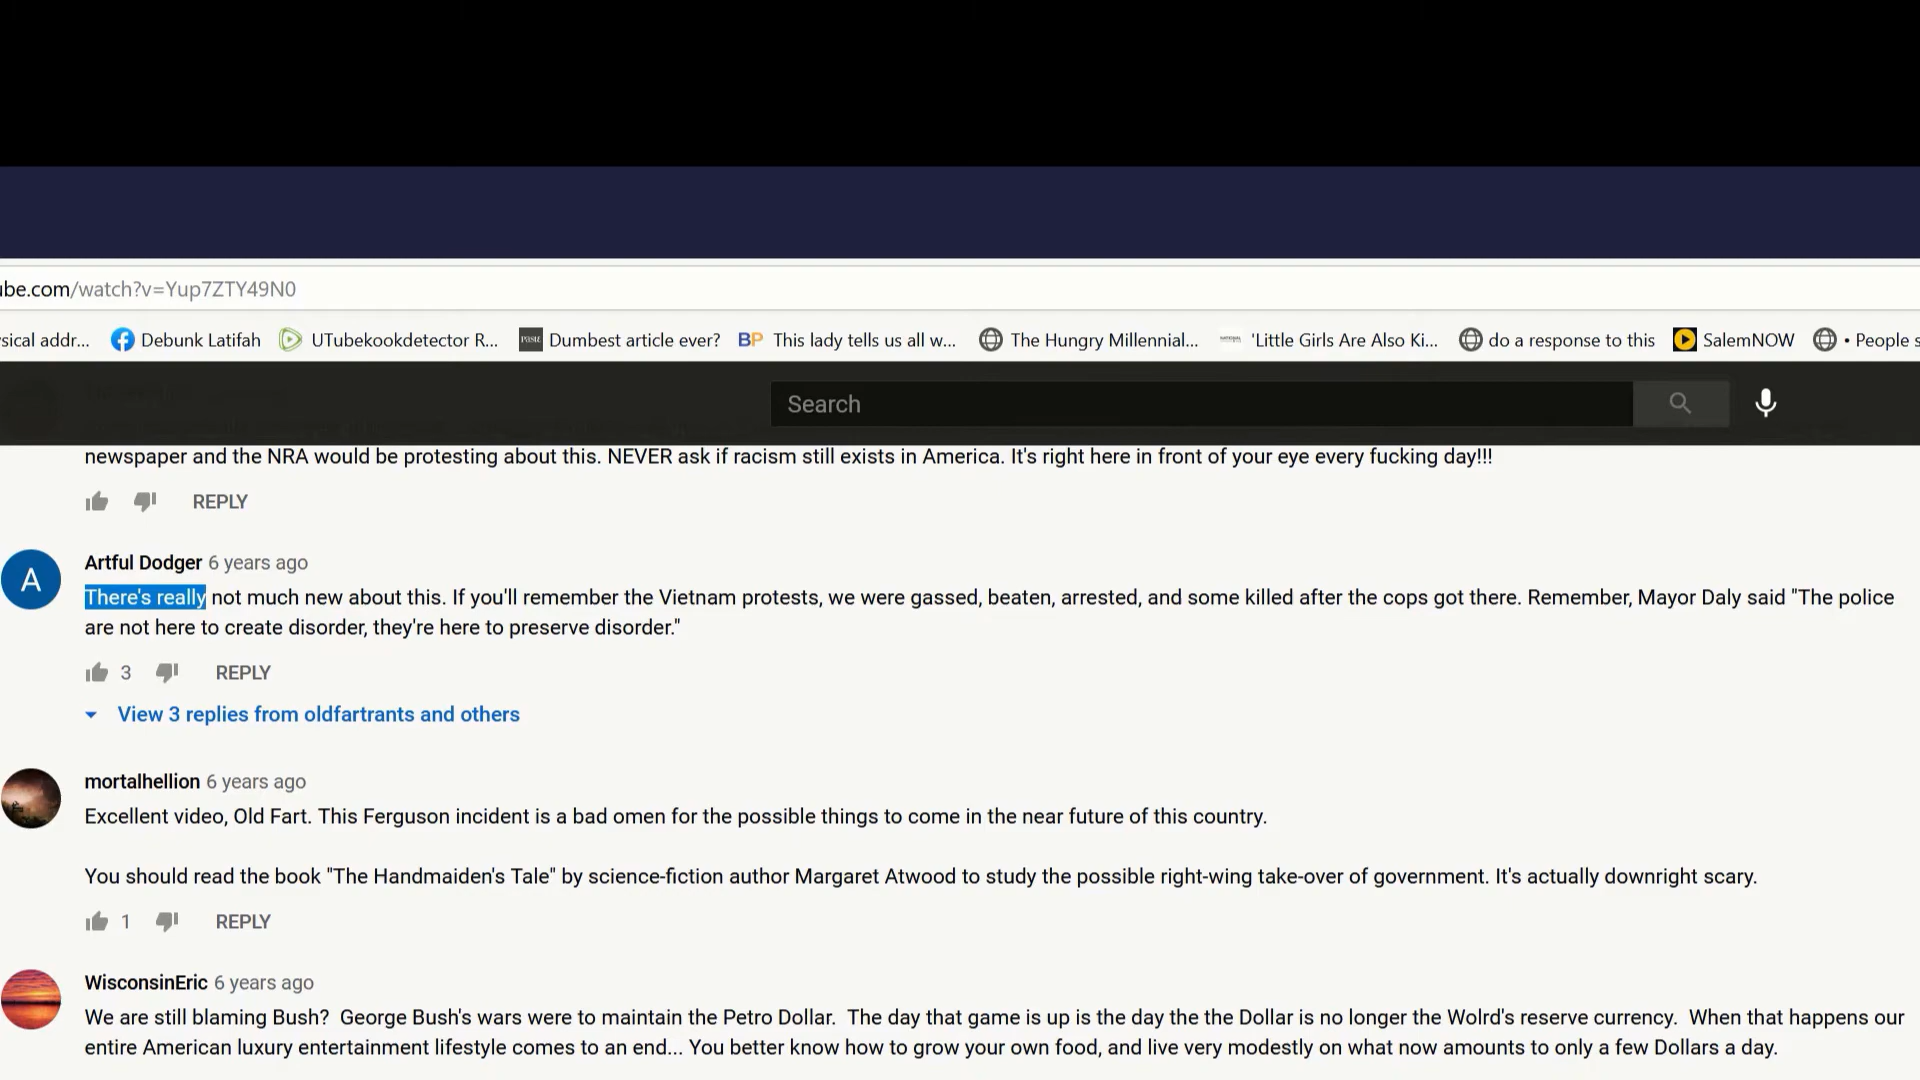 ube.com/watch?v=Yup7ZTY49N0
sical addr... Debunk Latifah UTubekookdetector R... Dumbest article ever? BP This lady tells us all w... The Hungry Millennial... 'Little Girls Are Also Ki... do a response to this SalemNOW • People s
Search
newspaper and the NRA would be protesting about this. NEVER ask if racism still exists in America. It's right here in front of your eye every fucking day!!!
REPLY
A
Artful Dodger 6 years ago
There's really not much new about this. If you'll remember the Vietnam protests, we were gassed, beaten, arrested, and some killed after the cops got there. Remember, Mayor Daly said "The police
are not here to create disorder, they're here to preserve disorder."
3 REPLY
View 3 replies from oldfartrants and others
mortalhellion 6 years ago
Excellent video, Old Fart. This Ferguson incident is a bad omen for the possible things to come in the near future of this country.
You should read the book "The Handmaiden's Tale" by science-fiction author Margaret Atwood to study the possible right-wing take-over of government. It's actually downright scary.
1 REPLY
WisconsinEric 6 years ago
We are still blaming Bush?  George Bush's wars were to maintain the Petro Dollar.  The day that game is up is the day the the Dollar is no longer the Wolrd's reserve currency.  When that happens our
entire American luxury entertainment lifestyle comes to an end... You better know how to grow your own food, and live very modestly on what now amounts to only a few Dollars a day.